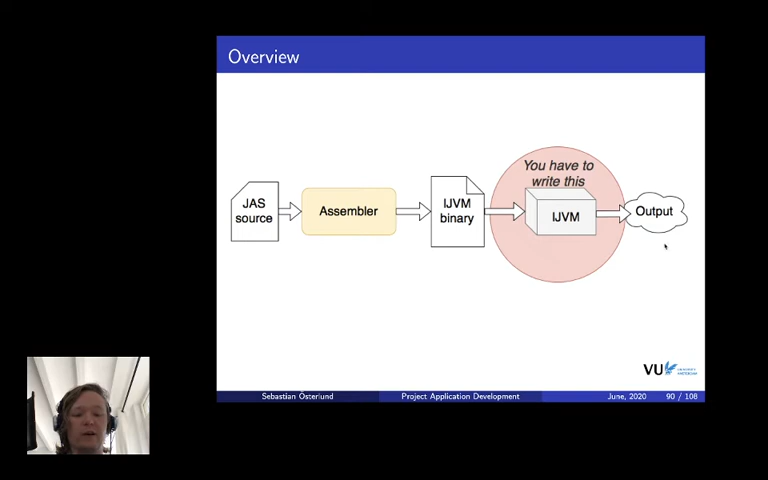 Overview
You have to
write this
JAS
source
Assembler
IJVM
binary
IJVM
Output
VU
Sebastian Österlund
Project Application Development
June, 2020
90 / 108